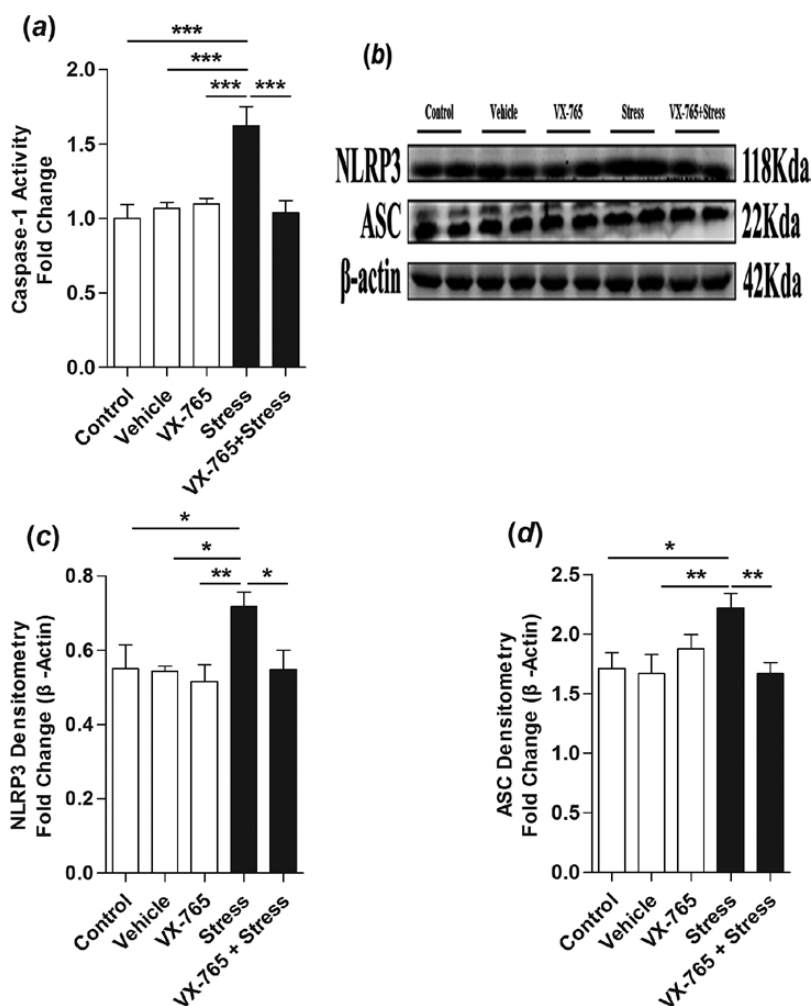 (a)
***
***
*** ***
Caspase-1 Activity
Fold Change
2.0
1.5
1.0
0.5
0.0
Control
Vehicle
VX-765
Stress
VX-765+Stress
(b)
Control Vehicle VX-765 Stress VX-765+Stress
NLRP3 118Kda
ASC 22Kda
β-actin 42Kda
(c)
*
*
** *
NLRP3 Densitometry
Fold Change (β -Actin)
0.8
0.6
0.4
0.2
0.0
Control
Vehicle
VX-765
Stress
VX-765 + Stress
(d)
*
** **
ASC Densitometry
Fold Change (β -Actin)
2.5
2.0
1.5
1.0
0.5
0.0
Control
Vehicle
VX-765
Stress
VX-765 + Stress